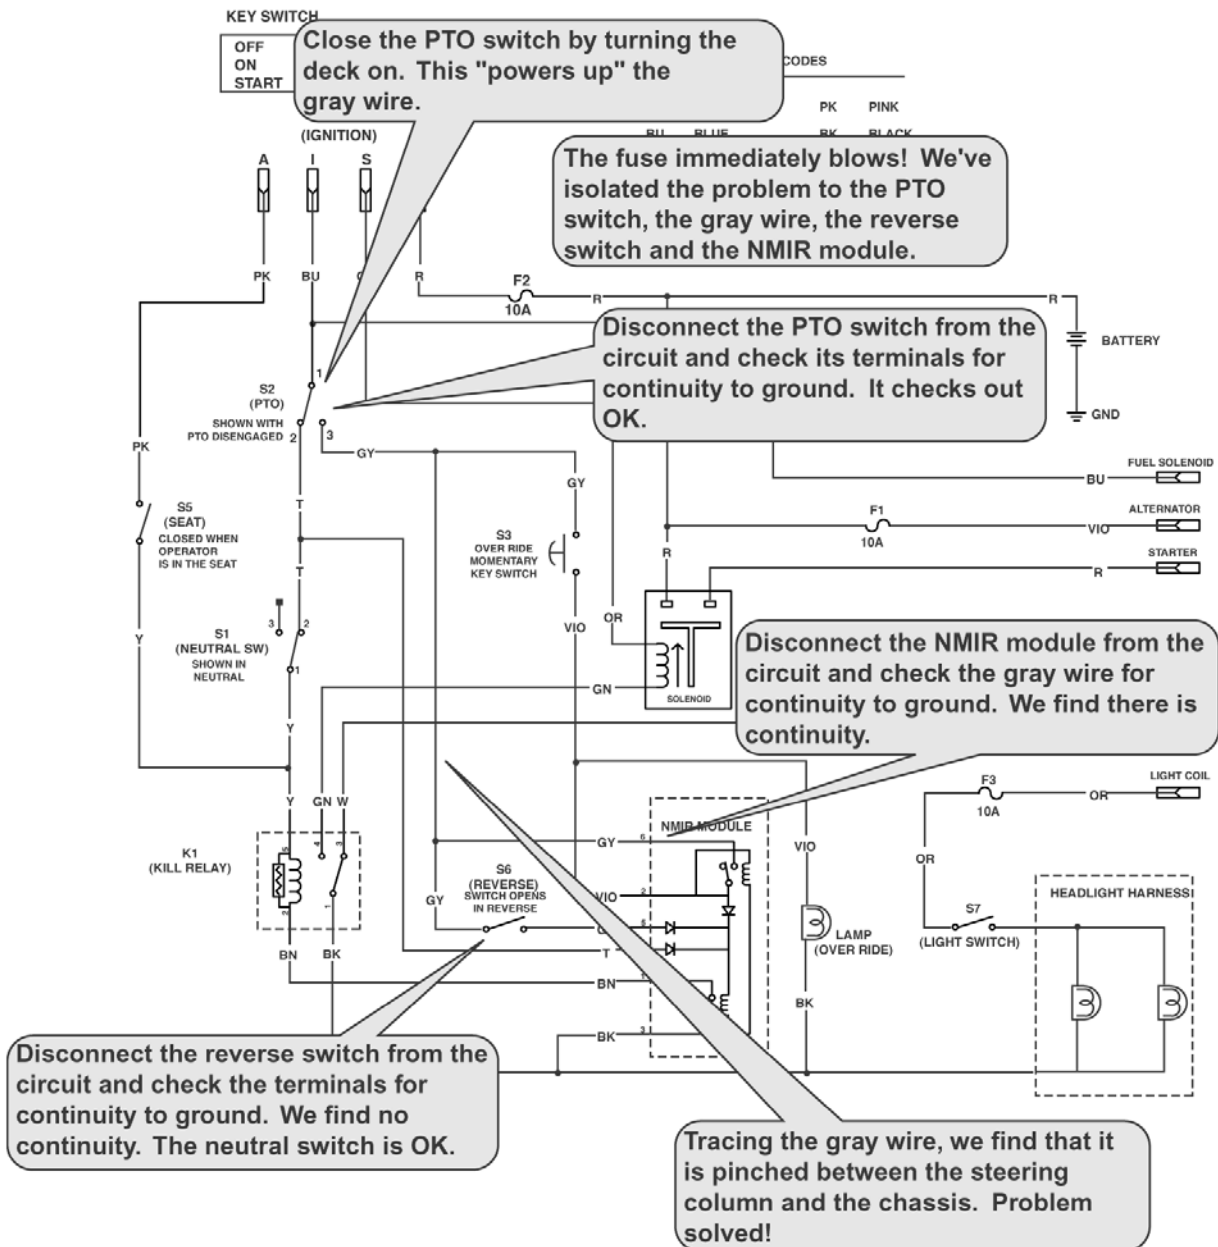 KEY SWITCH
OFF
ON
START
Close the PTO switch by turning the
deck on. This "powers up" the
gray wire.
CODES
PK PINK
BU BLUE BK BLACK
(IGNITION)
A I S
The fuse immediately blows! We've
isolated the problem to the PTO
switch, the gray wire, the reverse
switch and the NMIR module.
PK BU R
F2
10A
R R
Disconnect the PTO switch from the
circuit and check its terminals for
continuity to ground. It checks out
OK.
BATTERY
GND
1
S2
(PTO)
SHOWN WITH
PTO DISENGAGED
2 3
PK
GY
GY
FUEL SOLENOID
BU
S5
(SEAT)
CLOSED WHEN
OPERATOR
IS IN THE SEAT
T
F1
10A
ALTERNATOR
VIO
S3
OVER RIDE
MOMENTARY
KEY SWITCH
R
STARTER
R
T
OR
VIO
3 2
S1
(NEUTRAL SW)
SHOWN IN
NEUTRAL
1
Y
GN
SOLENOID
Disconnect the NMIR module from the
circuit and check the gray wire for
continuity to ground. We find there is
continuity.
Y
Y GN W
F3
10A
LIGHT COIL
OR
K1
(KILL RELAY)
5 4 3
2 1
NMIR MODULE
GY 6
VIO
OR
S6
(REVERSE)
SWITCH OPENS
IN REVERSE
GY
VIO 2
5
T
LAMP
(OVER RIDE)
S7
(LIGHT SWITCH)
HEADLIGHT HARNESS
BN BK
BN 1
BK 3
BK
Disconnect the reverse switch from the
circuit and check the terminals for
continuity to ground. We find no
continuity. The neutral switch is OK.
Tracing the gray wire, we find that it
is pinched between the steering
column and the chassis. Problem
solved!